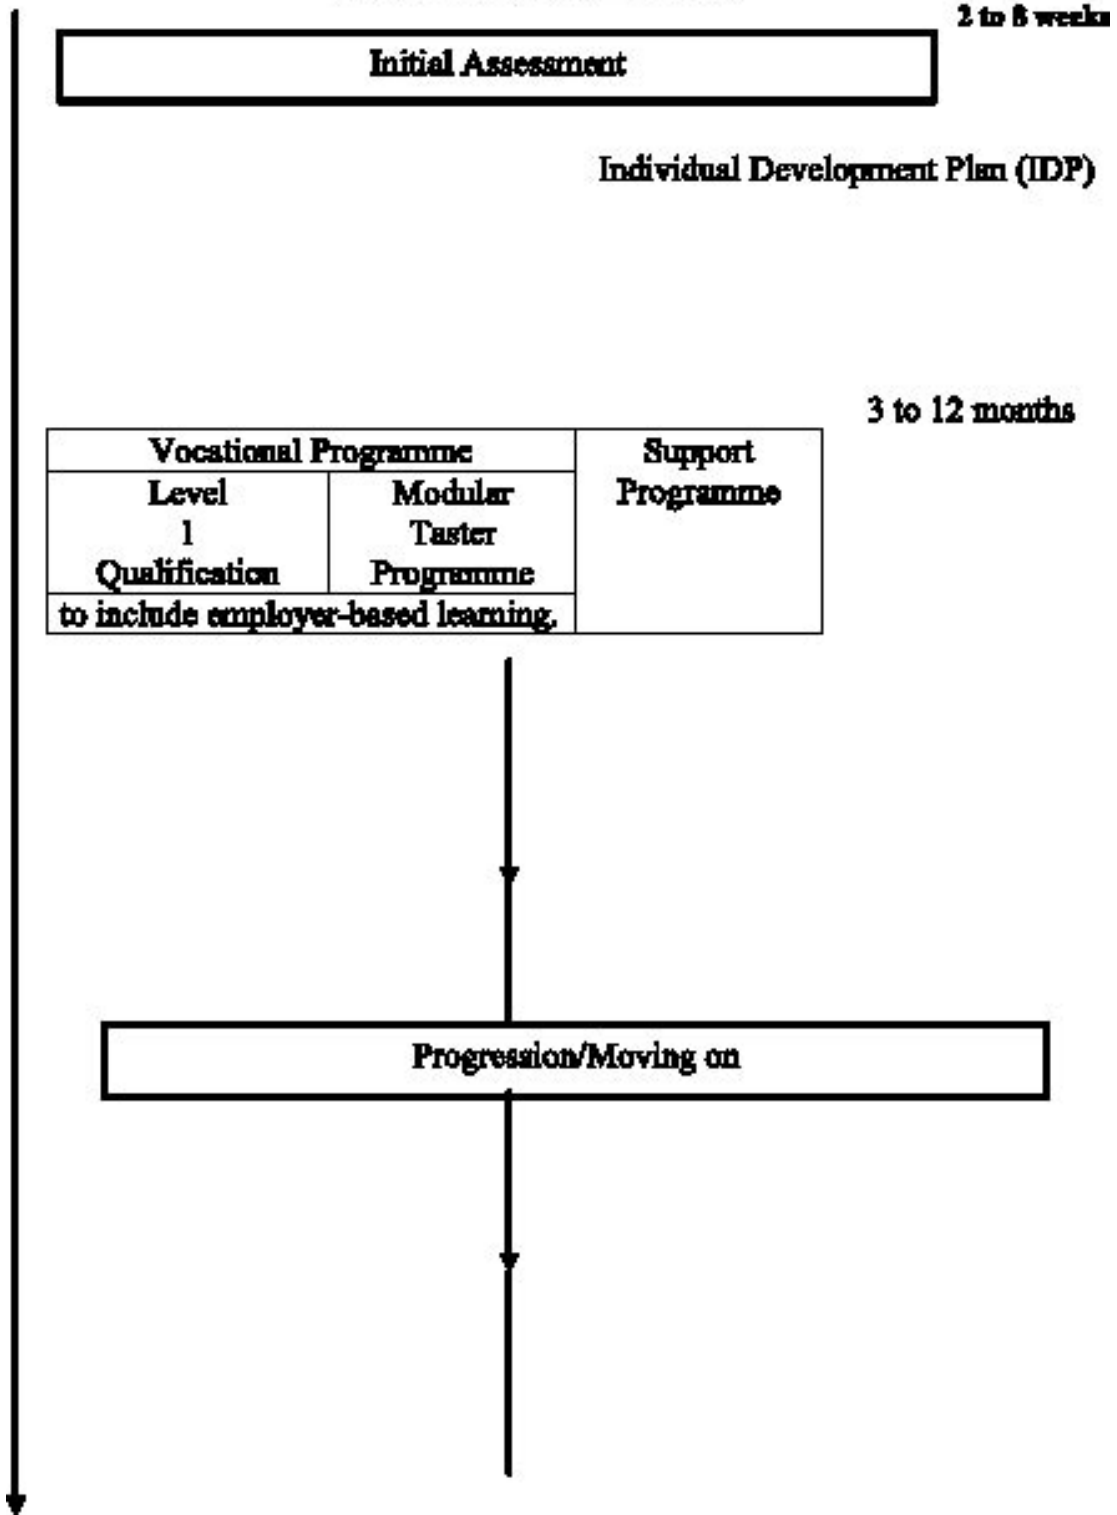 2 to 8 weeks
Initial Assessment
Individual Development Plan (IDP)
3 to 12 months
Vocational Programme
Support
Programme
Level
1
Qualification
Modular
Taster
Programme
to include employer-based learning.
Progression/Moving on